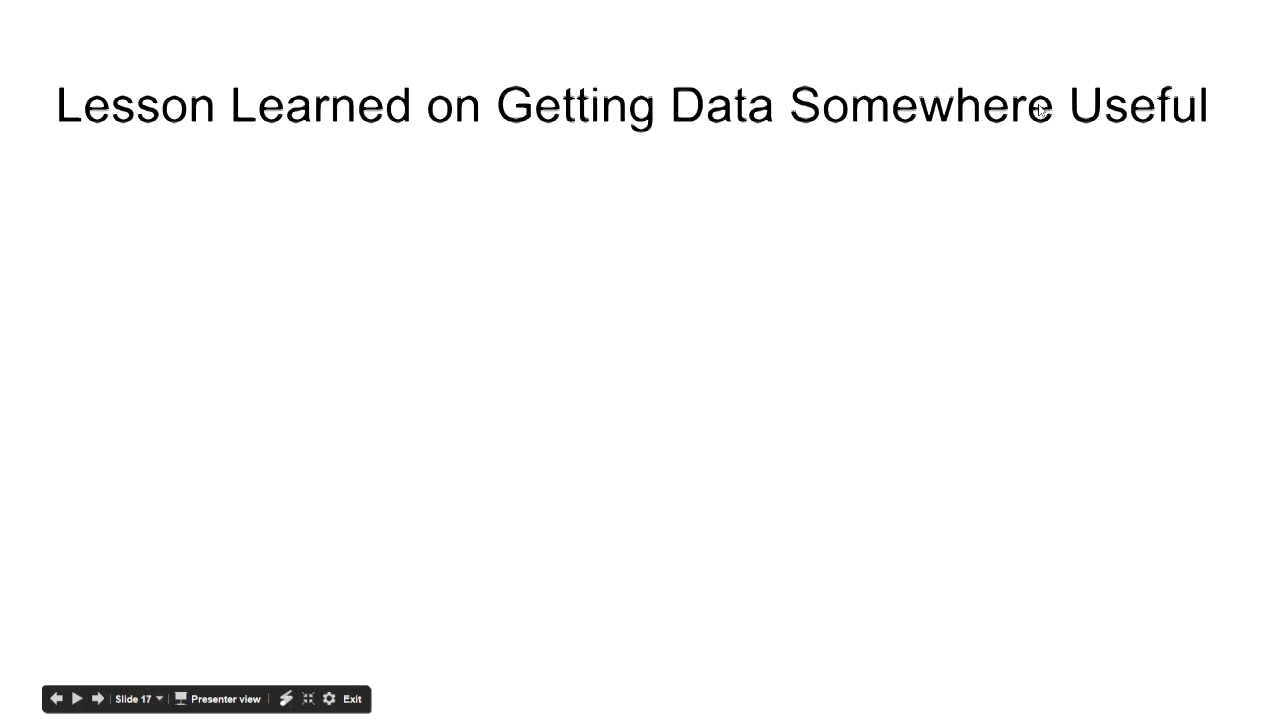 Lesson Learned on Getting Data Somewhere Useful
Slide 17 Presenter view Exit